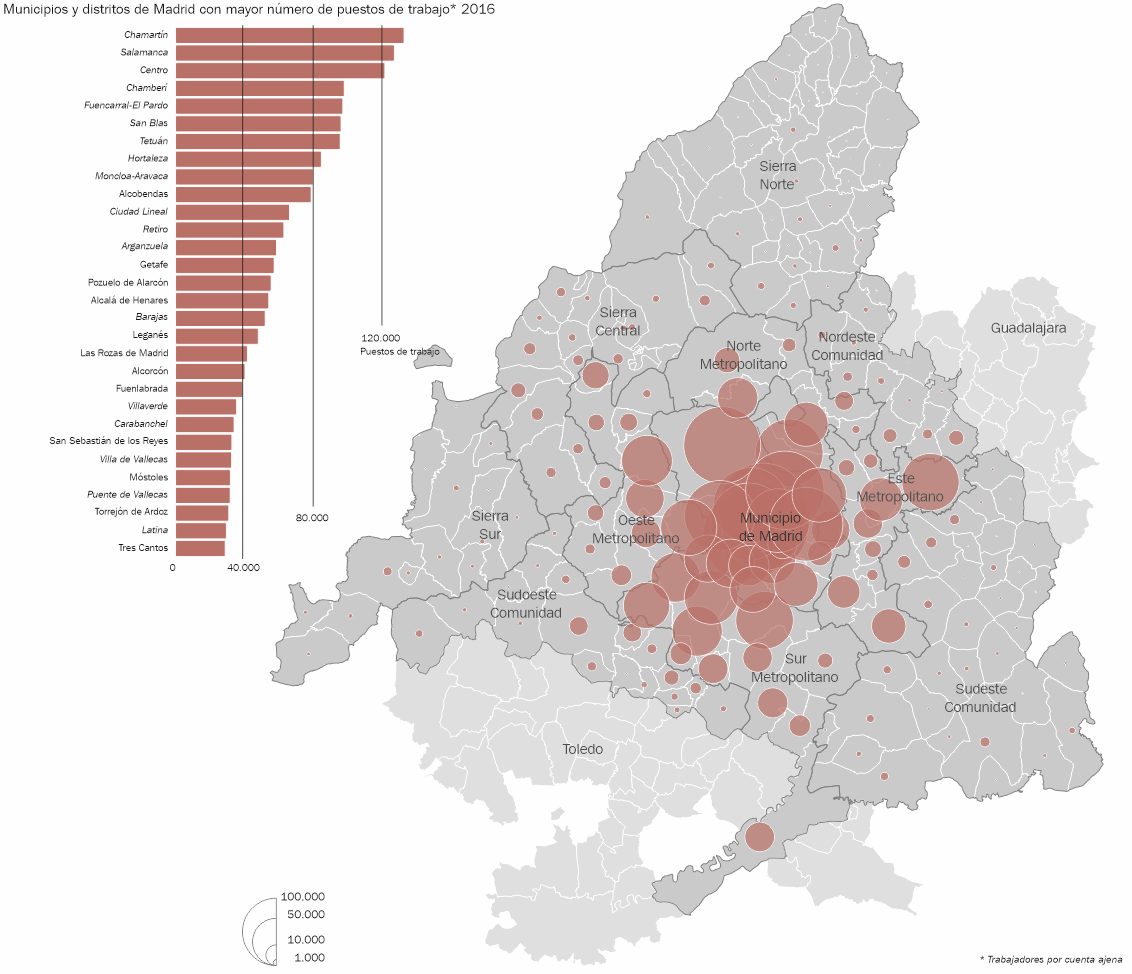 Municipios y distritos de Madrid con mayor número de puestos de trabajo* 2016
Chamartín
Salamanca
Centro
Chamberí
Fuencarral-El Pardo
San Blas
Tetuán
Hortaleza
Moncloa-Aravaca
Alcobendas
Ciudad Lineal
Retiro
Arganzuela
Getafe
Pozuelo de Alarcón
Alcalá de Henares
Barajas
Leganés
Las Rozas de Madrid
Alcorcón
Fuenlabrada
Villaverde
Carabanchel
San Sebastián de los Reyes
Villa de Vallecas
Móstoles
Puente de Vallecas
Torrejón de Ardoz
Latina
Tres Cantos
0
40.000
80.000
120.000
Puestos de trabajo
Sierra
Norte
Sierra
Central
Norte
Metropolitano
Nordeste
Comunidad
Guadalajara
Este
Metropolitano
Sierra
Sur
Oeste
Metropolitano
Municipio
de Madrid
Sudoeste
Comunidad
Sur
Metropolitano
Sudeste
Comunidad
Toledo
100.000
50.000
10.000
1.000
* Trabajadores por cuenta ajena